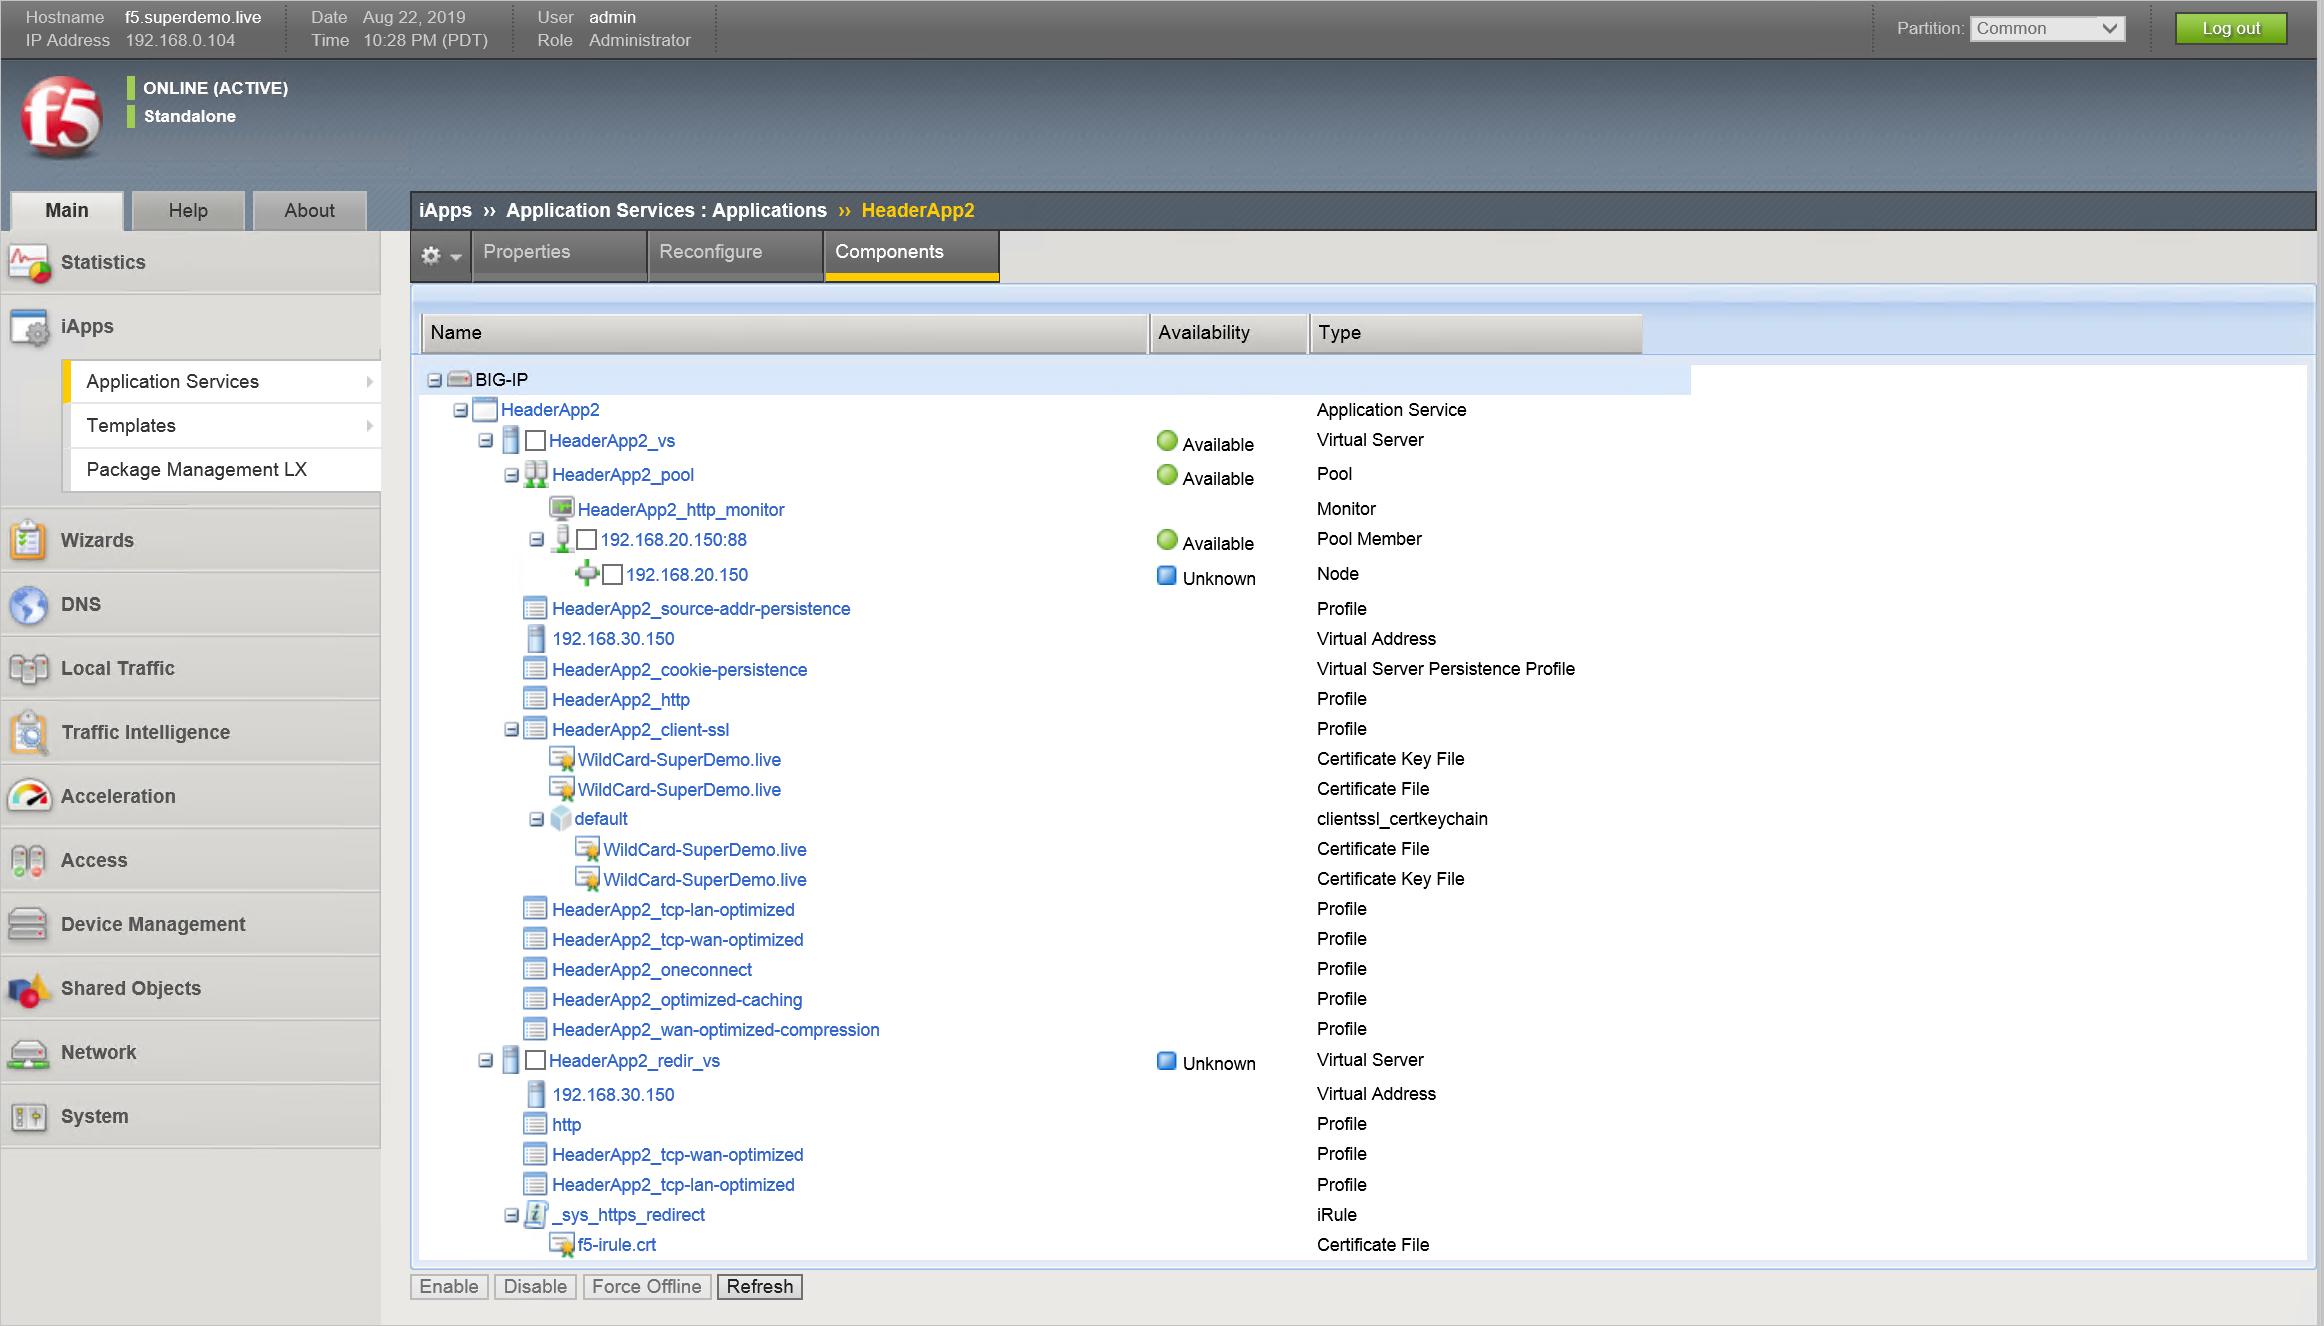 Hostname f5.superdemo.live Date Aug 22, 2019 User admin Partition: Common Log out
IP Address 192.168.0.104 Time 10:28 PM (PDT) Role Administrator
f5
ONLINE (ACTIVE)
Standalone
Main Help About
iApps ›› Application Services : Applications ›› HeaderApp2
Properties Reconfigure Components
Statistics
iApps
Application Services
Templates
Package Management LX
Wizards
DNS
Local Traffic
Traffic Intelligence
Acceleration
Access
Device Management
Shared Objects
Network
System
Name Availability Type
BIG-IP
HeaderApp2 Application Service
HeaderApp2_vs Available Virtual Server
HeaderApp2_pool Available Pool
HeaderApp2_http_monitor Monitor
192.168.20.150:88 Available Pool Member
192.168.20.150 Unknown Node
HeaderApp2_source-addr-persistence Profile
192.168.30.150 Virtual Address
HeaderApp2_cookie-persistence Virtual Server Persistence Profile
HeaderApp2_http Profile
HeaderApp2_client-ssl Profile
WildCard-SuperDemo.live Certificate Key File
WildCard-SuperDemo.live Certificate File
default clientssl_certkeychain
WildCard-SuperDemo.live Certificate File
WildCard-SuperDemo.live Certificate Key File
HeaderApp2_tcp-lan-optimized Profile
HeaderApp2_tcp-wan-optimized Profile
HeaderApp2_oneconnect Profile
HeaderApp2_optimized-caching Profile
HeaderApp2_wan-optimized-compression Profile
HeaderApp2_redir_vs Unknown Virtual Server
192.168.30.150 Virtual Address
http Profile
HeaderApp2_tcp-wan-optimized Profile
HeaderApp2_tcp-lan-optimized Profile
_sys_https_redirect iRule
f5-irule.crt Certificate File
Enable Disable Force Offline Refresh